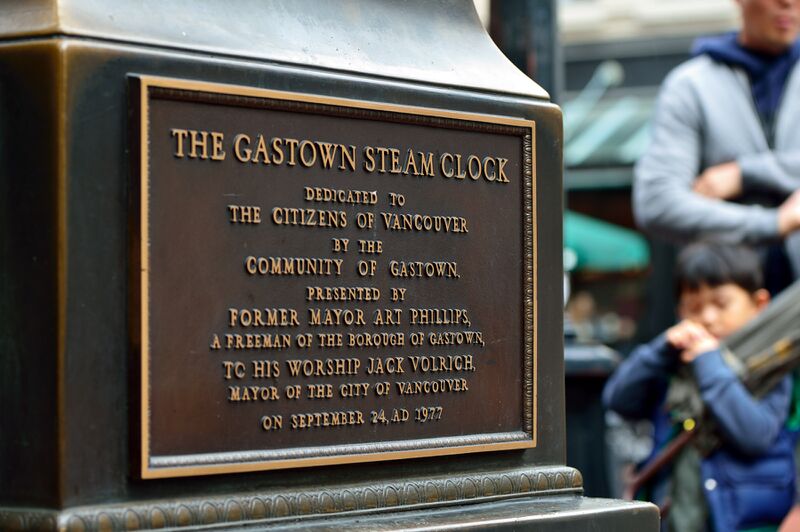 THE GASTOWN STEAM CLOCK
DEDICATED TO
THE CITIZENS OF VANCOUVER
BY THE
COMMUNITY OF GASTOWN,
PRESENTED BY
FORMER MAYOR ART PHILLIPS,
A FREEMAN OF THE BOROUGH OF GASTOWN,
TO HIS WORSHIP JACK VOLRICH,
MAYOR OF THE CITY OF VANCOUVER
ON SEPTEMBER 24, AD 1977